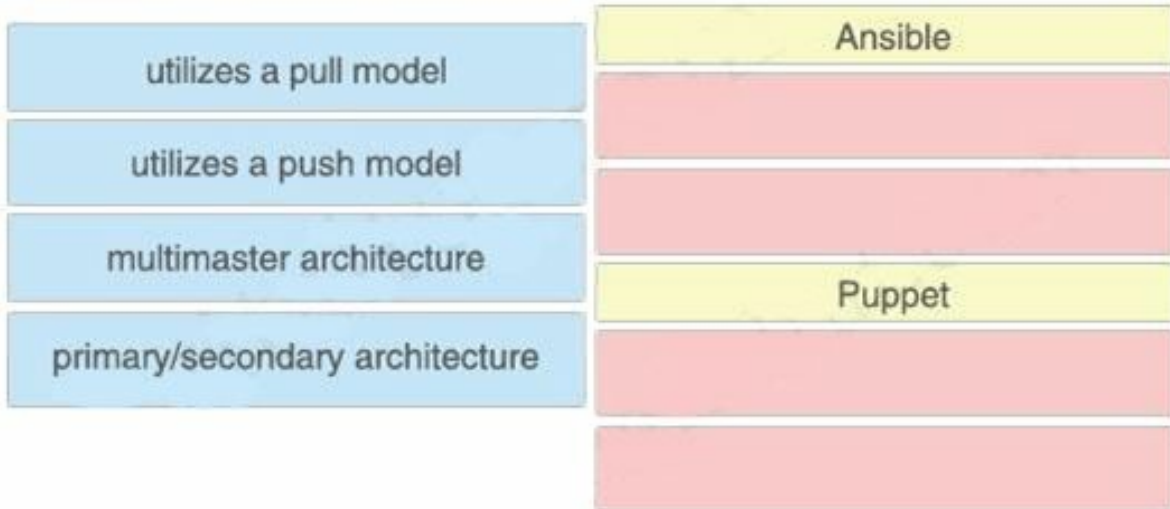 utilizes a pull model
utilizes a push model
multimaster architecture
primary/secondary architecture
Ansible
Puppet